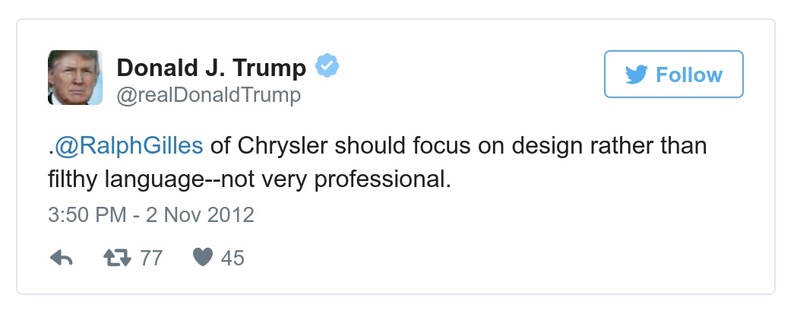 Donald J. Trump
@realDonaldTrump
Follow
.@RalphGilles of Chrysler should focus on design rather than
filthy language--not very professional.
3:50 PM - 2 Nov 2012
77 45